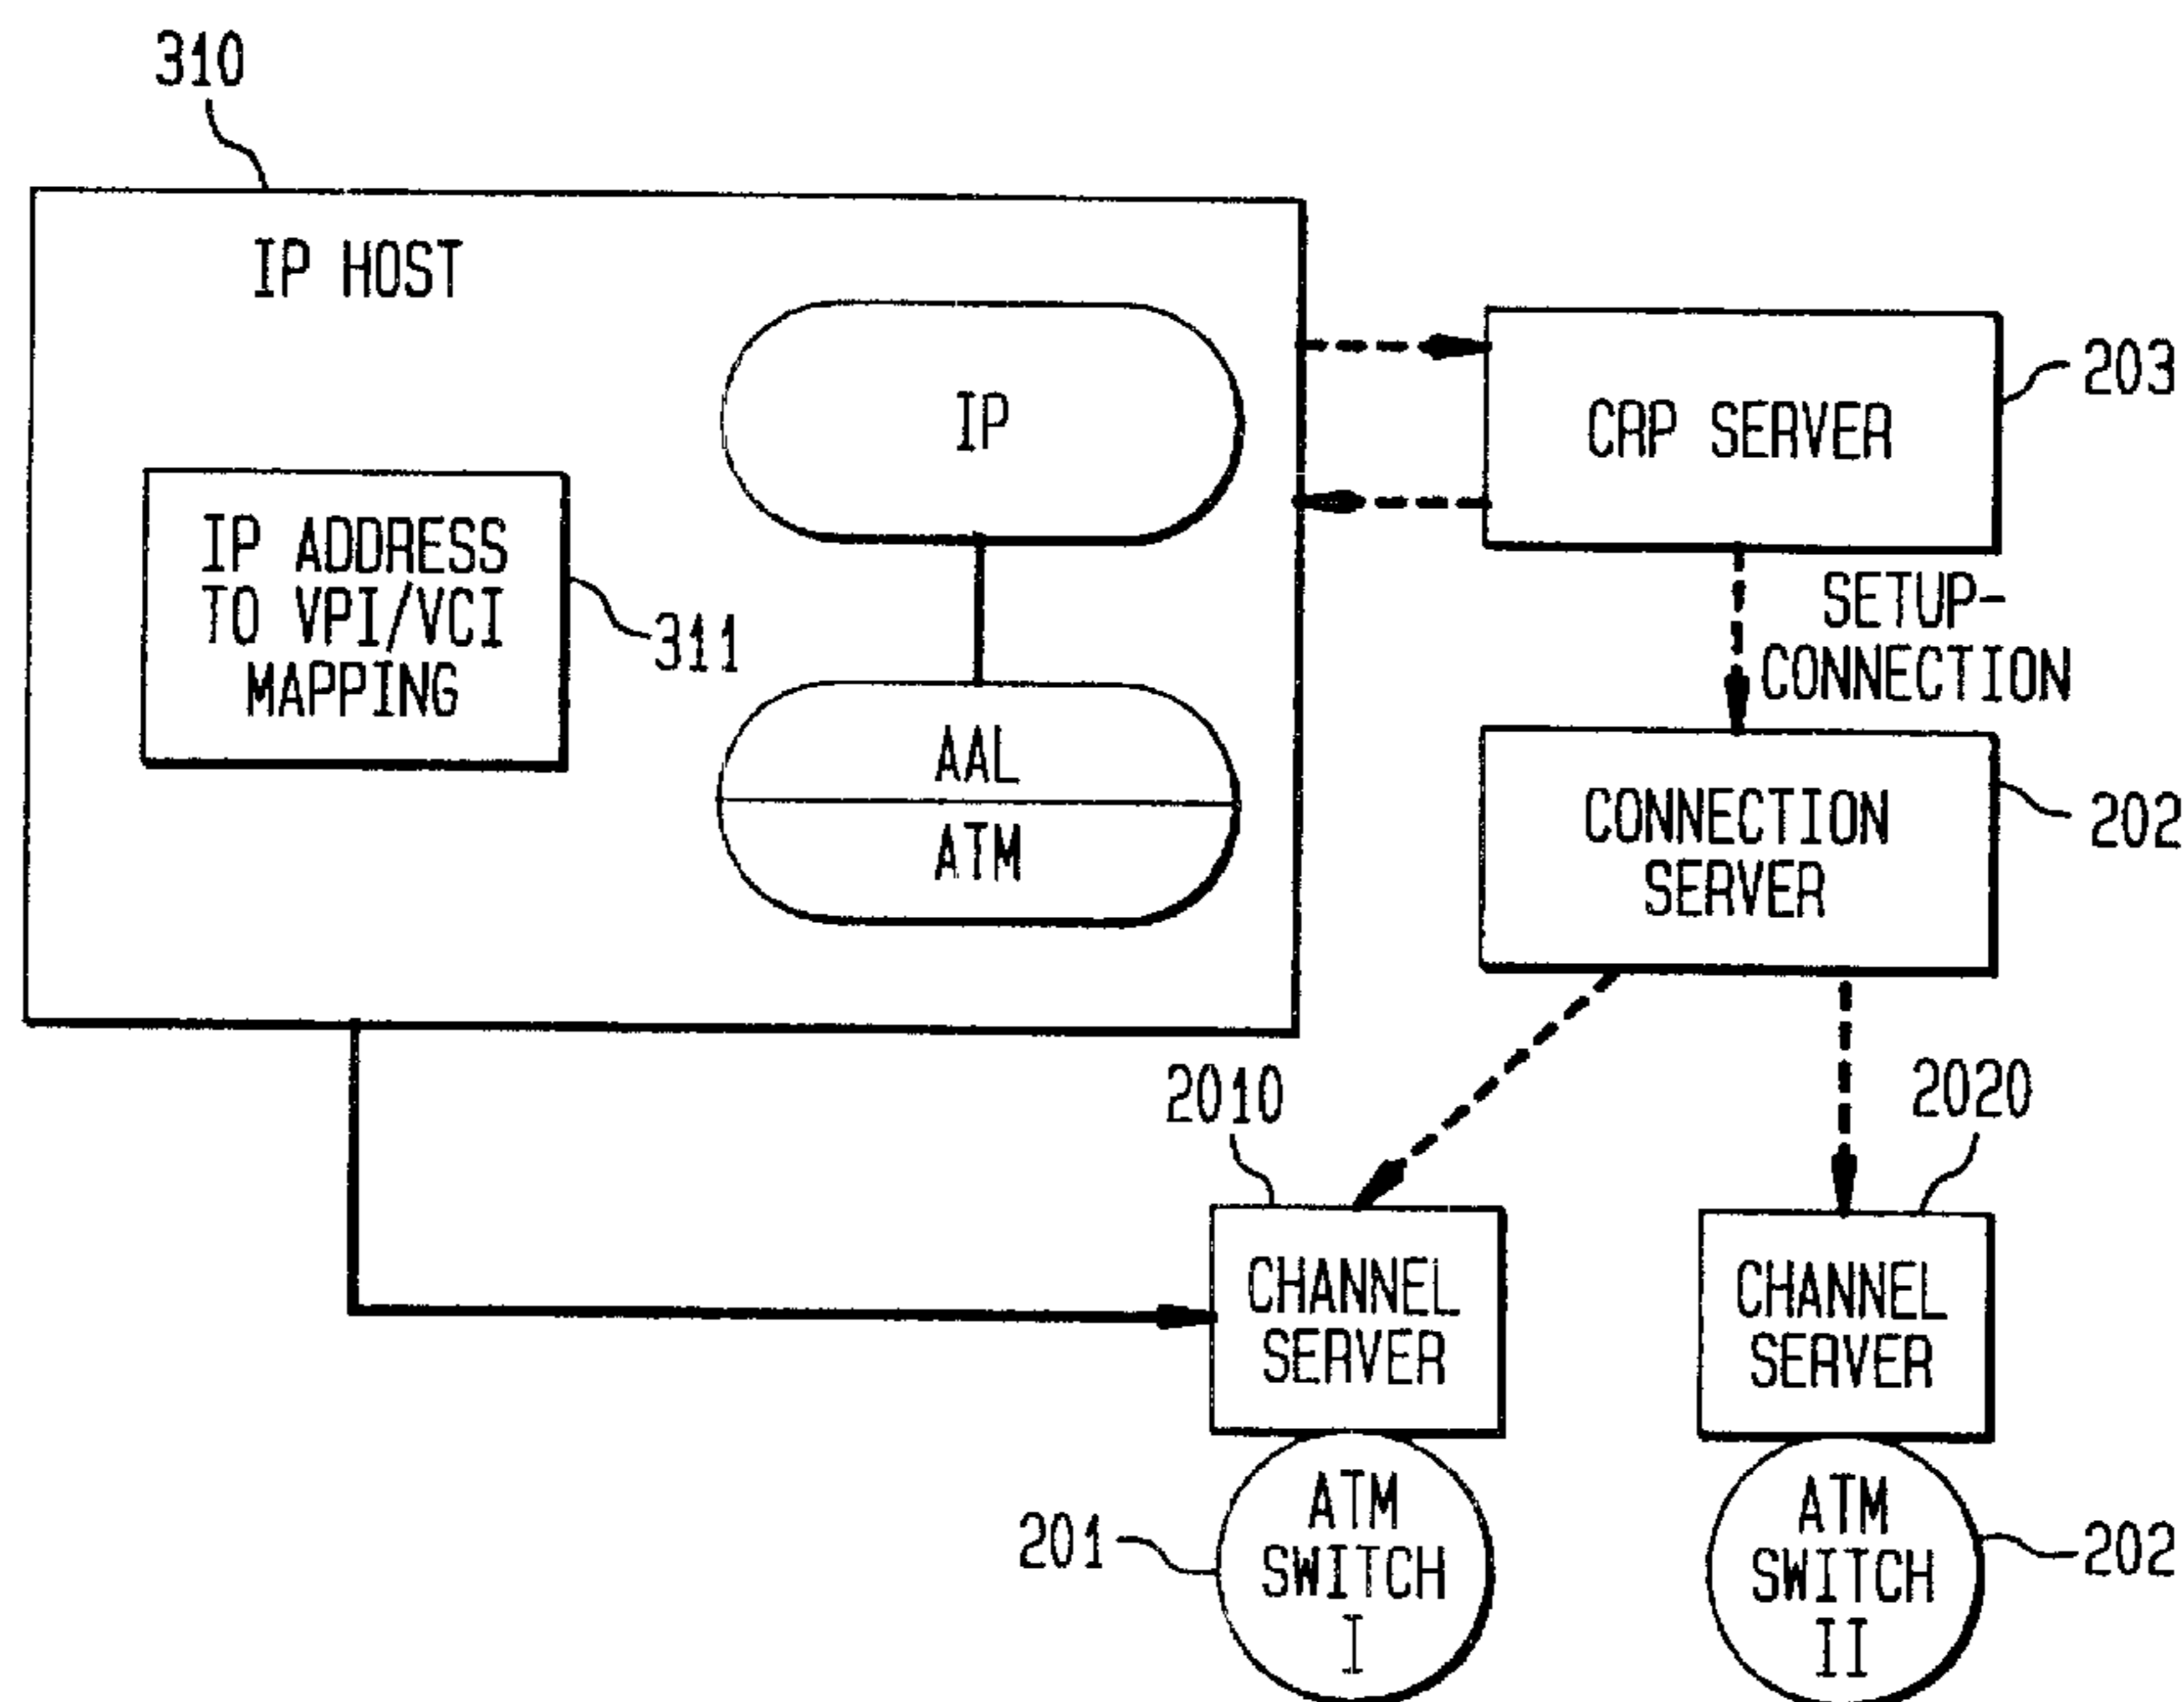 310
IP HOST
IP
CRP SERVER
203
IP ADDRESS
TO VPI/VCI
MAPPING
311
SETUP-
CONNECTION
AAL
ATM
CONNECTION
SERVER
202
2010
2020
CHANNEL
SERVER
CHANNEL
SERVER
201
ATM
SWITCH
I
ATM
SWITCH
II
202